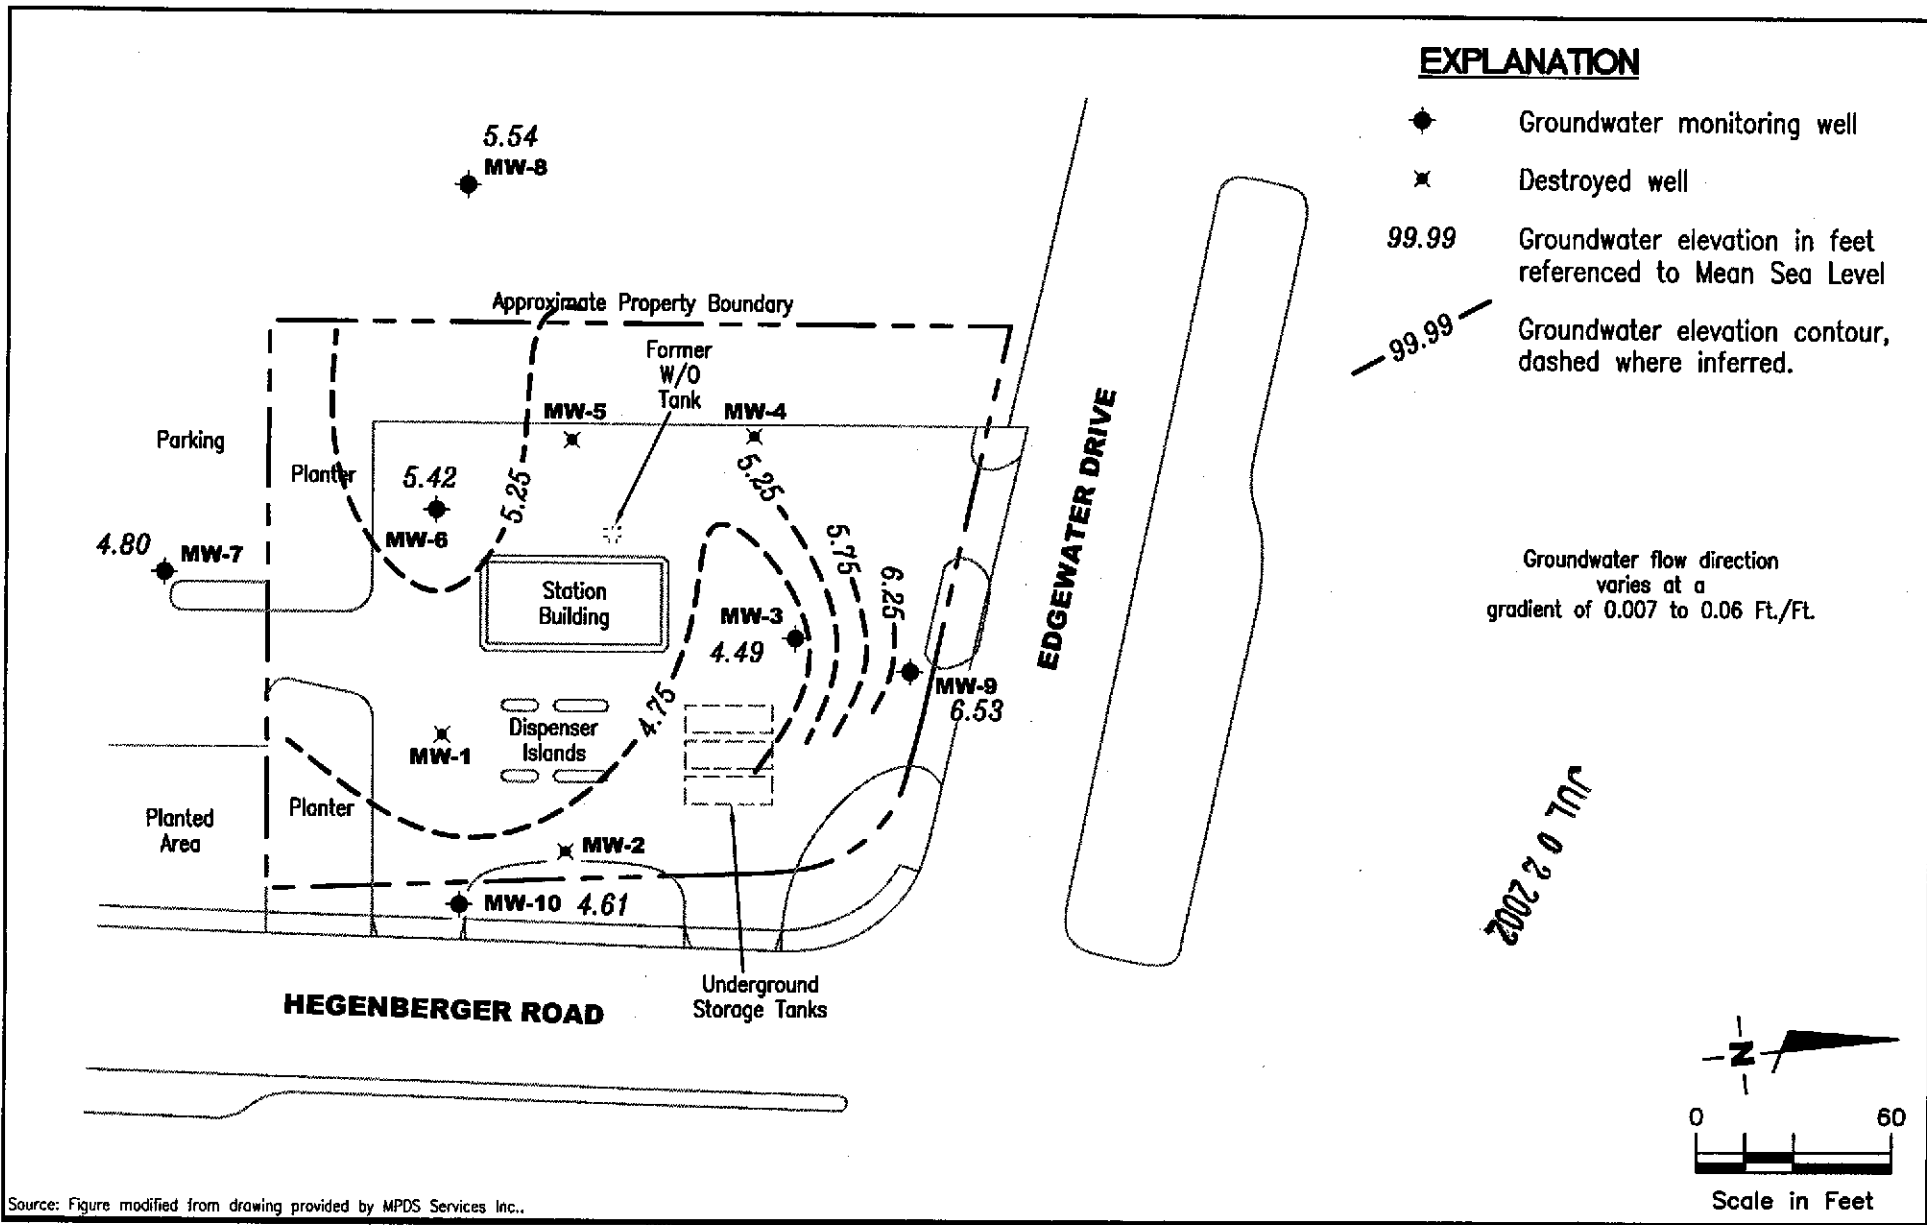 EXPLANATION
Groundwater monitoring well
Destroyed well
99.99
Groundwater elevation in feet
referenced to Mean Sea Level
99.99
Groundwater elevation contour,
dashed where inferred.
5.54
MW-8
Approximate Property Boundary
Former
W/O
Tank
MW-5
MW-4
Parking
Planter
5.42
5.25
5.25
MW-6
4.80
MW-7
5.75
6.25
Station
Building
MW-3
4.49
MW-9
6.53
EDGEWATER DRIVE
Groundwater flow direction
varies at a
gradient of 0.007 to 0.06 Ft./Ft.
4.75
Dispenser
Islands
MW-1
Planter
Planted
Area
MW-2
MW-10 4.61
JUL 0 2 2002
Underground
Storage Tanks
HEGENBERGER ROAD
N
0 60
Scale in Feet
Source: Figure modified from drawing provided by MPDS Services Inc..